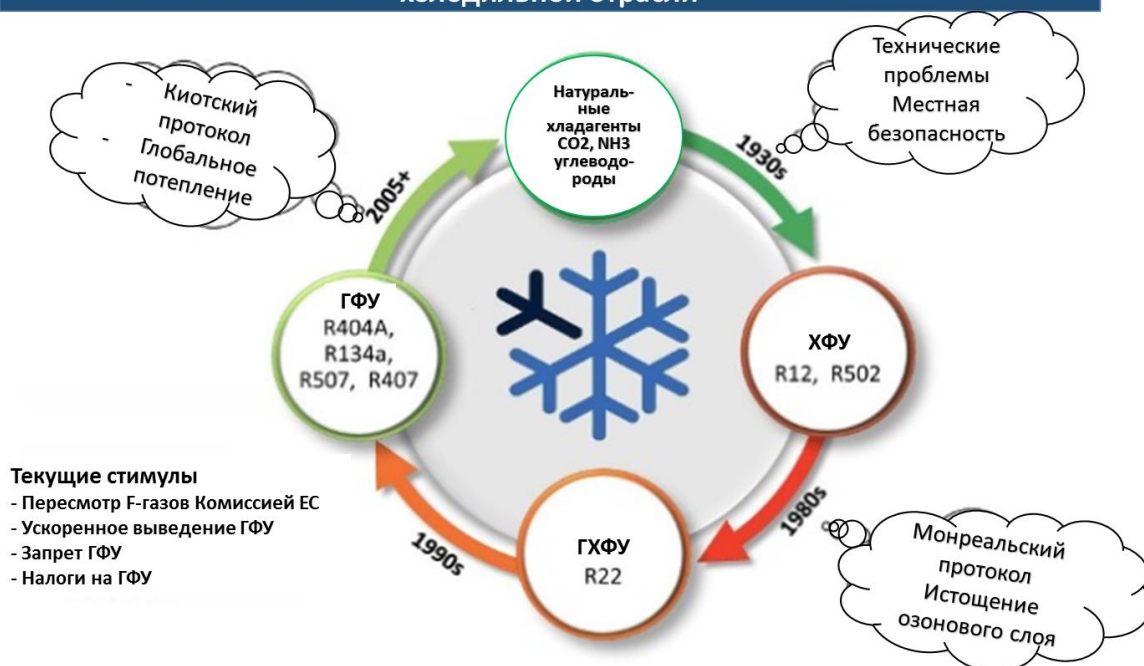 холодильной отрасли
- Киотский
протокол
- Глобальное
потепление
Технические
проблемы
Местная
безопасность
Натураль-
ные
хладагенты
CO2, NH3
углеводо-
роды
1930s
2005+
ГФУ
R404A,
R134a,
R507, R407
ХФУ
R12, R502
Текущие стимулы
- Пересмотр F-газов Комиссией ЕС
- Ускоренное выведение ГФУ
- Запрет ГФУ
- Налоги на ГФУ
1990s
ГХФУ
R22
1980s
Монреальский
протокол
Истощение
озонового слоя